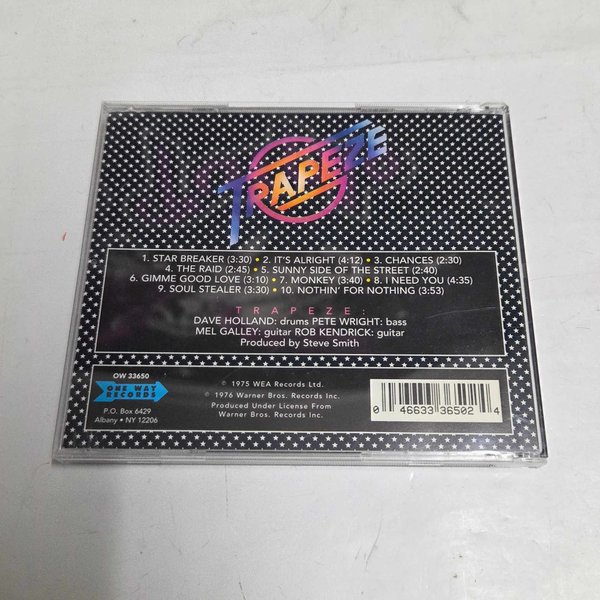 TRAPEZE
1. STAR BREAKER (3:30) • 2. IT'S ALRIGHT (4:12) • 3. CHANCES (2:30)
4. THE RAID (2:45) • 5. SUNNY SIDE OF THE STREET (2:40)
6. GIMME GOOD LOVE (3:10) • 7. MONKEY (3:40) • 8. I NEED YOU (4:35)
9. SOUL STEALER (3:30) • 10. NOTHIN' FOR NOTHING (3:53)
TRAPEZE:
DAVE HOLLAND: drums PETE WRIGHT: bass
MEL GALLEY: guitar ROB KENDRICK: guitar
Produced by Steve Smith
OW 33650
ONE WAY
RECORDS
P.O. Box 6429
Albany • NY 12206
© 1975 WEA Records Ltd.
℗ 1976 Warner Bros. Records Inc.
Produced Under License From
Warner Bros. Records Inc.
0 46633 36502 4